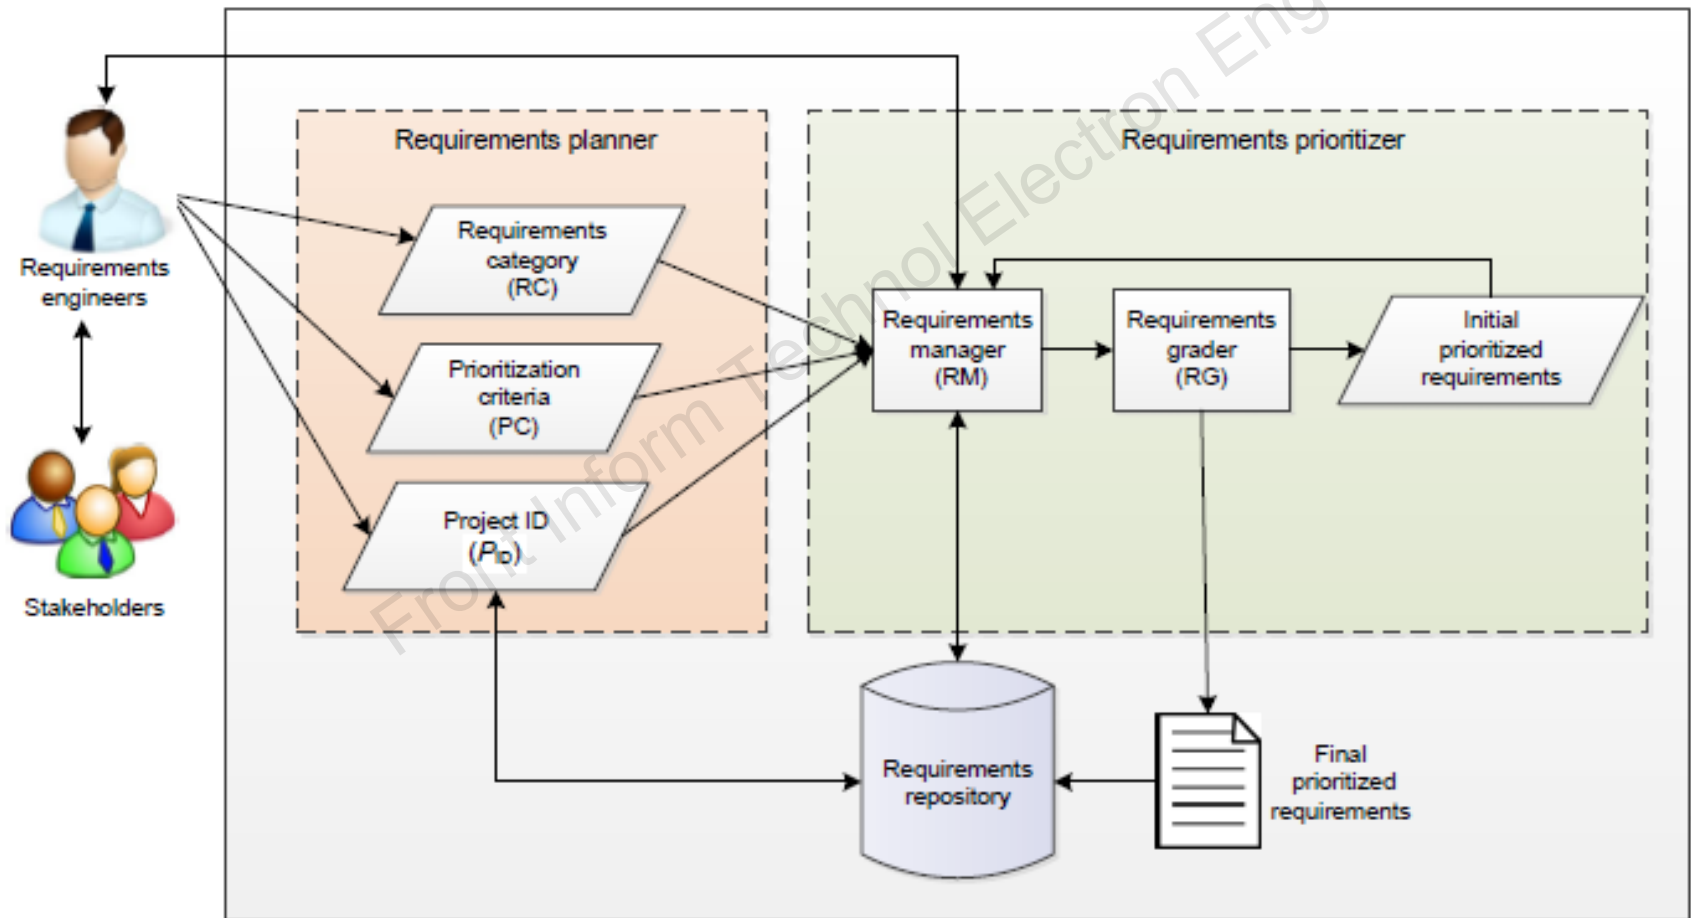 Requirements planner
Requirements prioritizer
Requirements
engineers
Stakeholders
Requirements
category
(RC)
Prioritization
criteria
(PC)
Project ID
(PID)
Requirements
manager
(RM)
Requirements
grader
(RG)
Initial
prioritized
requirements
Requirements
repository
Final
prioritized
requirements
Front Inform Technol Electron Eng